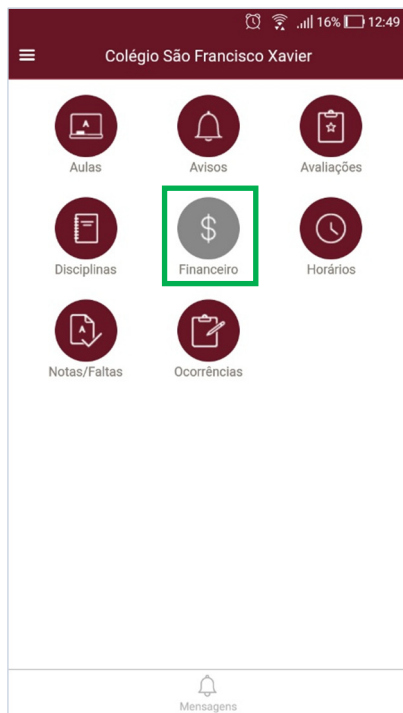 16% 12:49
Colégio São Francisco Xavier
Aulas Avisos Avaliações
Disciplinas Financeiro Horários
Notas/Faltas Ocorrências
Mensagens